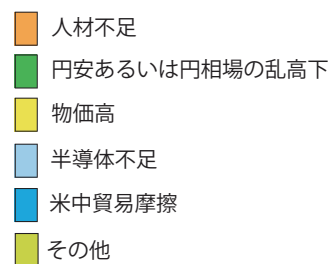 人材不足
円安あるいは円相場の乱高下
物価高
半導体不足
米中貿易摩擦
その他